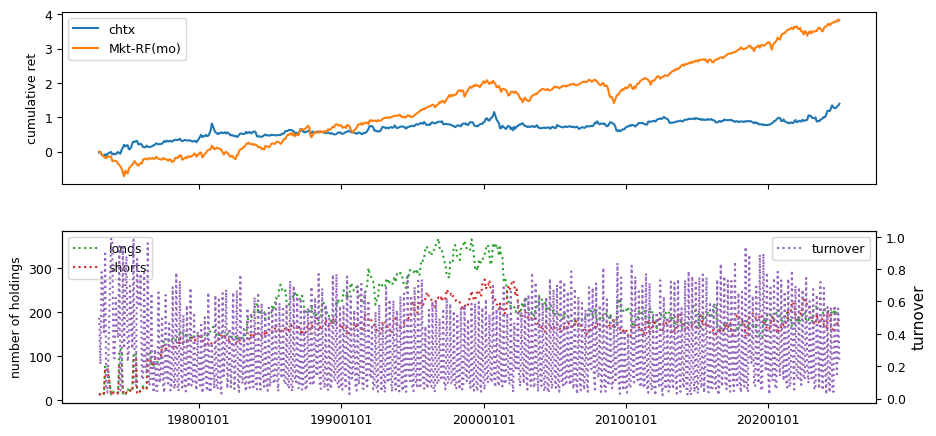 cumulative ret
4
3
2
1
0
chtx
Mkt-RF(mo)
number of holdings
300
200
100
0
longs
shorts
turnover
1.0
0.8
0.6
0.4
0.2
0.0
turnover
19800101
19900101
20000101
20100101
20200101